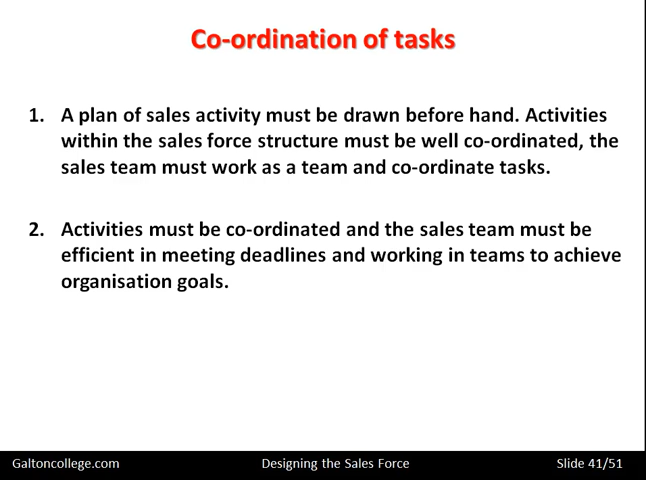 Co-ordination of tasks
1. A plan of sales activity must be drawn before hand. Activities
within the sales force structure must be well co-ordinated, the
sales team must work as a team and co-ordinate tasks.
2. Activities must be co-ordinated and the sales team must be
efficient in meeting deadlines and working in teams to achieve
organisation goals.
Galtoncollege.com Designing the Sales Force Slide 41/51